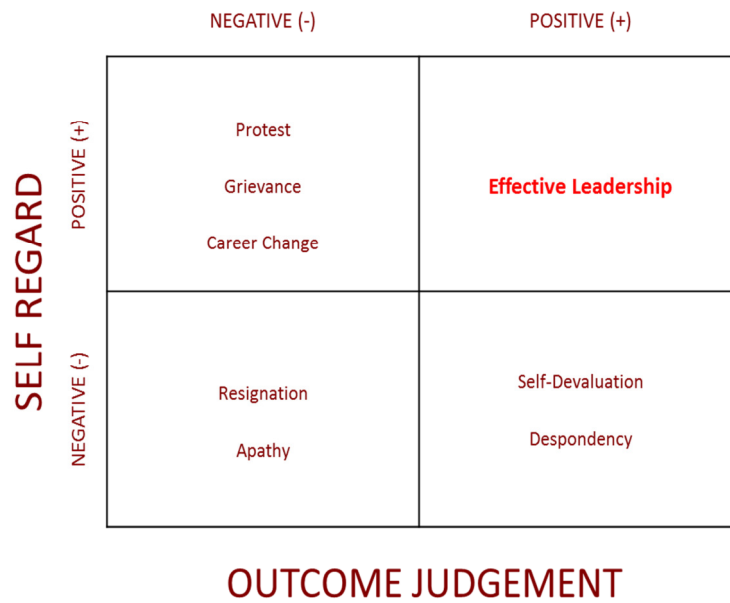 NEGATIVE (-)
POSITIVE (+)
SELF REGARD
POSITIVE (+)
Protest
Grievance
Career Change
Effective Leadership
NEGATIVE (-)
Resignation
Apathy
Self-Devaluation
Despondency
OUTCOME JUDGEMENT